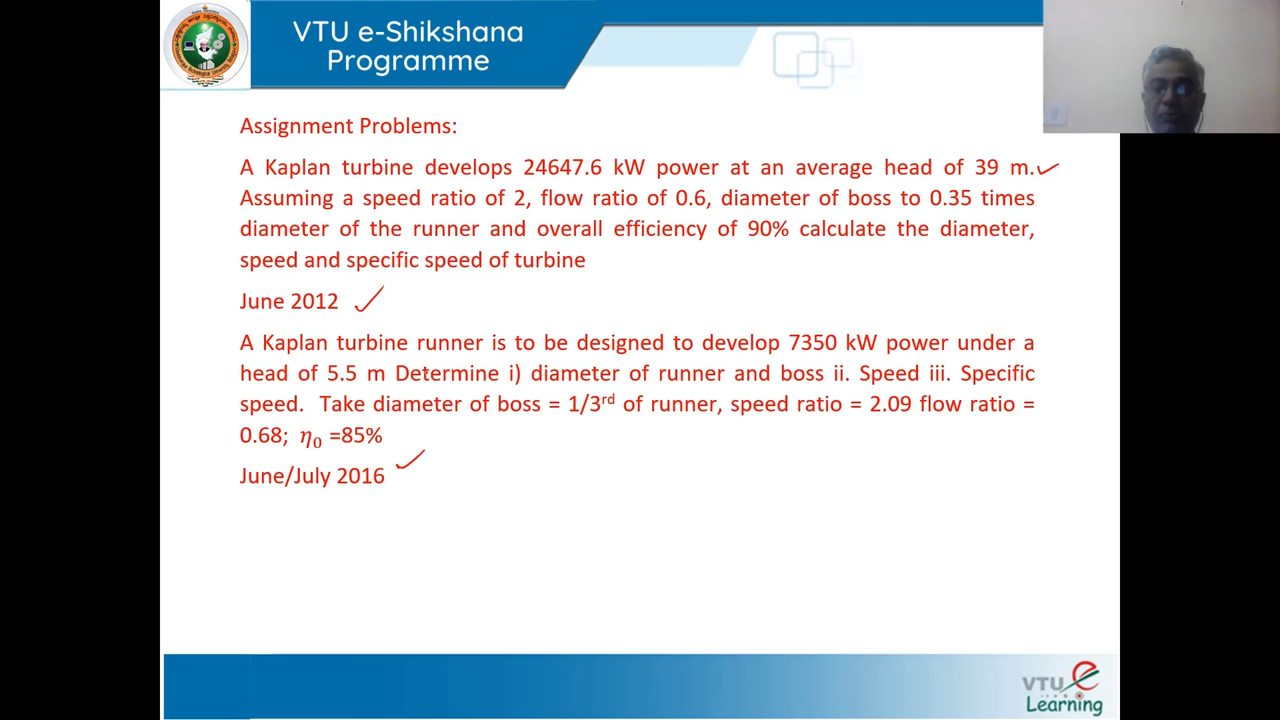 VTU e-Shikshana
Programme
Assignment Problems:
A Kaplan turbine develops 24647.6 kW power at an average head of 39 m.
Assuming a speed ratio of 2, flow ratio of 0.6, diameter of boss to 0.35 times
diameter of the runner and overall efficiency of 90% calculate the diameter,
speed and specific speed of turbine
June 2012
A Kaplan turbine runner is to be designed to develop 7350 kW power under a
head of 5.5 m Determine i) diameter of runner and boss ii. Speed iii. Specific
speed. Take diameter of boss = 1/3rd of runner, speed ratio = 2.09 flow ratio =
0.68; η0 =85%
June/July 2016
VTU e
Learning